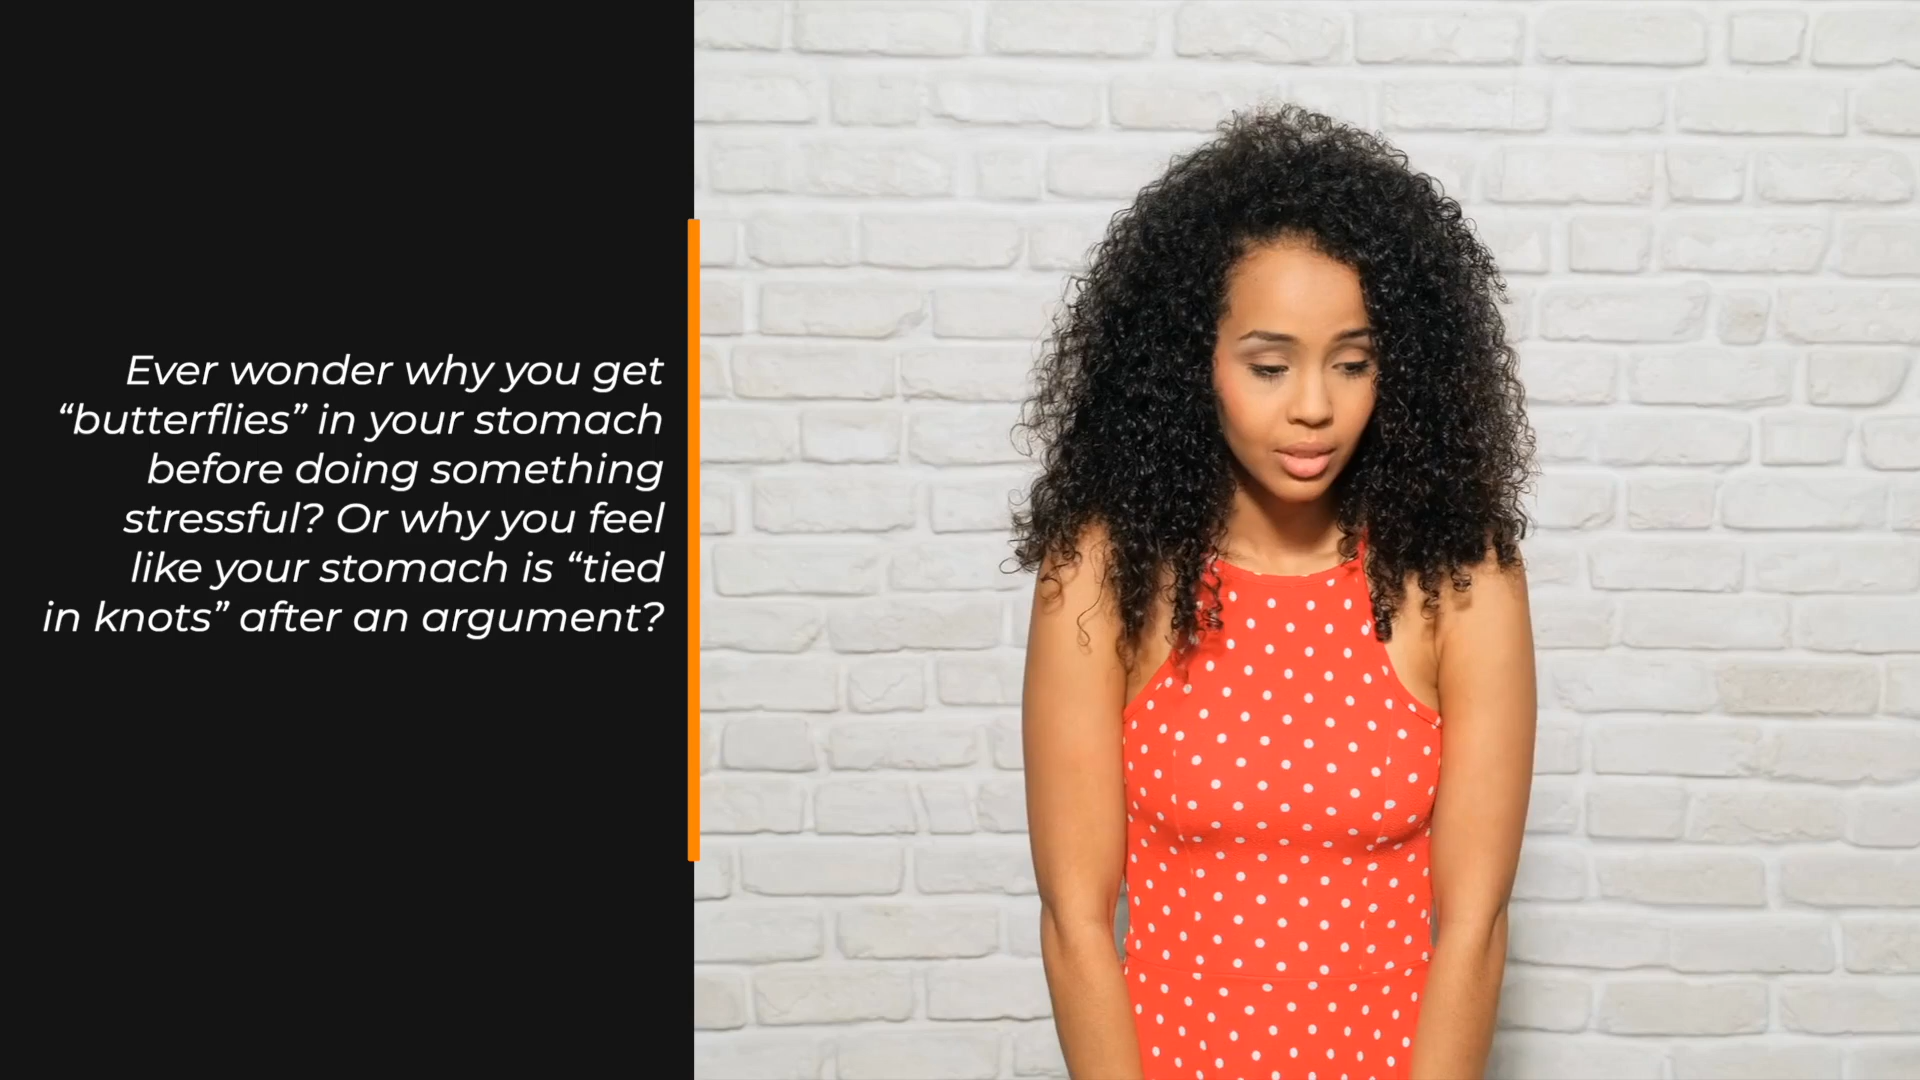 Ever wonder why you get
“butterflies” in your stomach
before doing something
stressful? Or why you feel
like your stomach is “tied
in knots” after an argument?